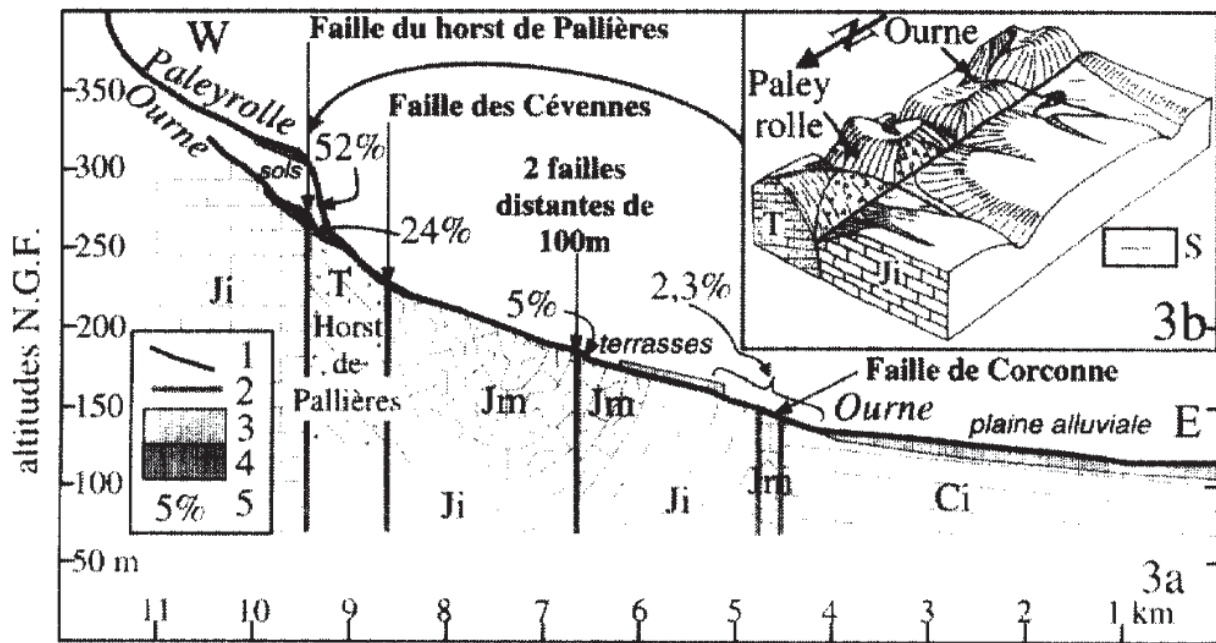 W
Faille du horst de Pallières
Paleyrolle
Ourne
Faille des Cévennes
sols
52%
24%
2 failles
distantes de
100m
5%
2,3%
terrasses
Faille de Corconne
Ourne
plaine alluviale
E
altitudes N.G.F.
350
300
250
200
150
100
50 m
Ji
T
Horst
de
Pallières
Jm
Jm
Jm
Ji
Ji
Ci
1
2
3
4
5% 5
3a
11 10 9 8 7 6 5 4 3 2 1 km
N
Ourne
Paley
rolle
T
Ji
S
3b